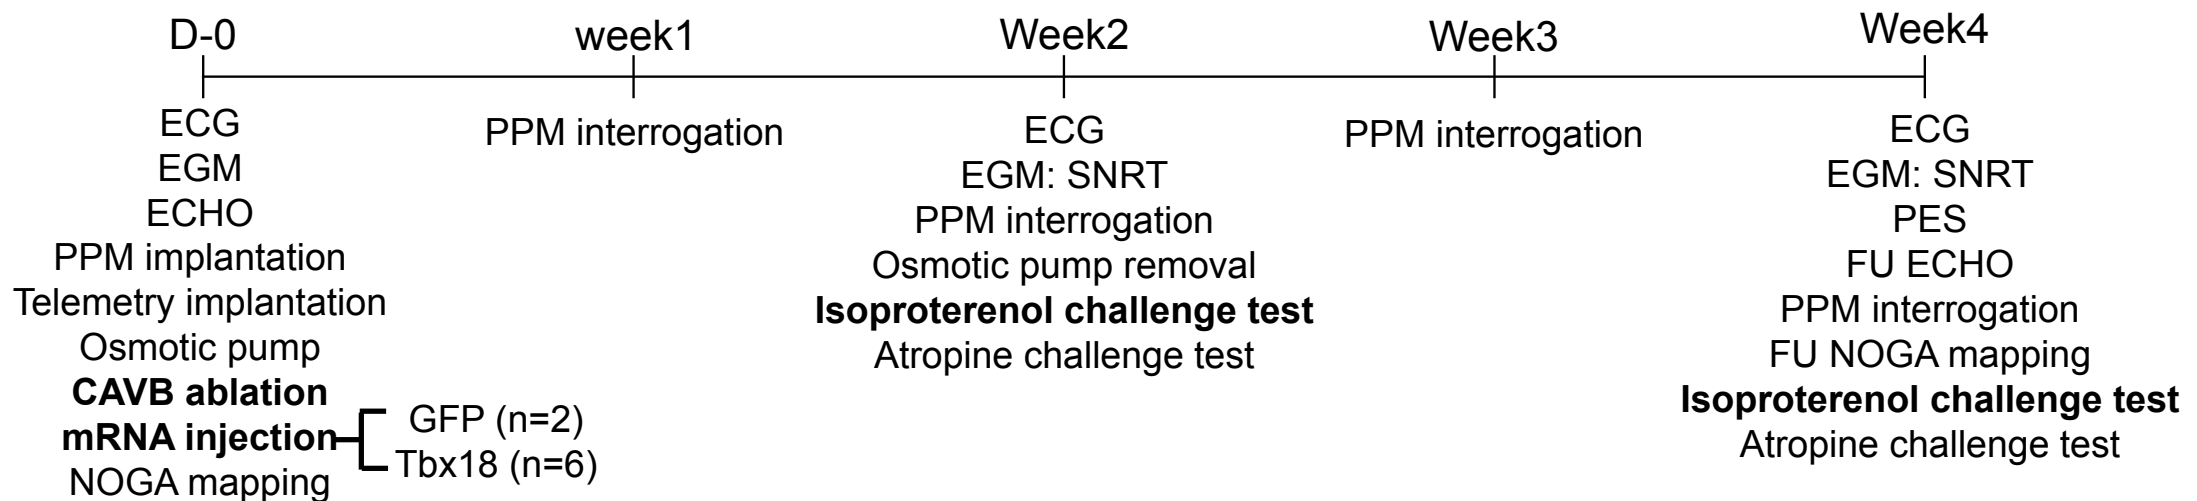 D-0
week1
Week2
Week3
Week4
ECG
EGM
ECHO
PPM implantation
Telemetry implantation
Osmotic pump
CAVB ablation
mRNA injection
GFP (n=2)
Tbx18 (n=6)
NOGA mapping
PPM interrogation
ECG
EGM: SNRT
PPM interrogation
Osmotic pump removal
Isoproterenol challenge test
Atropine challenge test
PPM interrogation
ECG
EGM: SNRT
PES
FU ECHO
PPM interrogation
FU NOGA mapping
Isoproterenol challenge test
Atropine challenge test